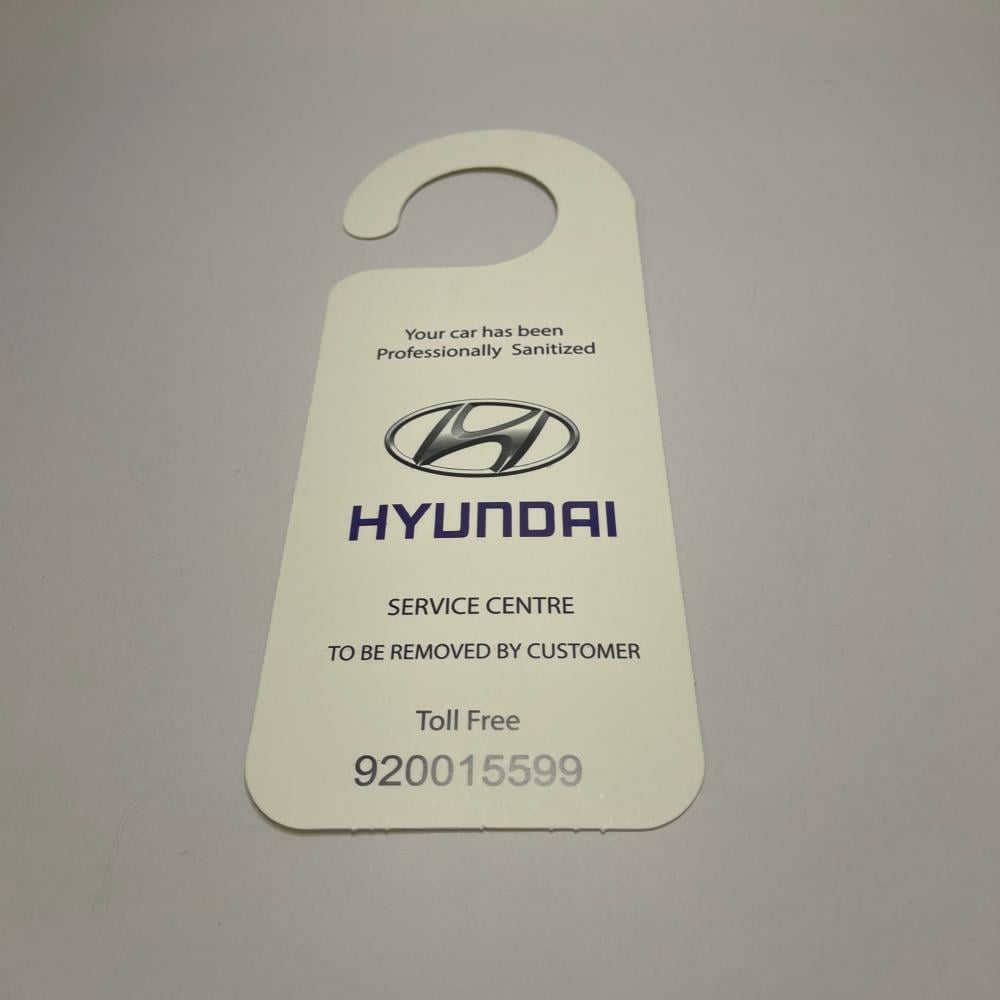 Your car has been
Professionally Sanitized
HYUNDAI
SERVICE CENTRE
TO BE REMOVED BY CUSTOMER
Toll Free
920015599